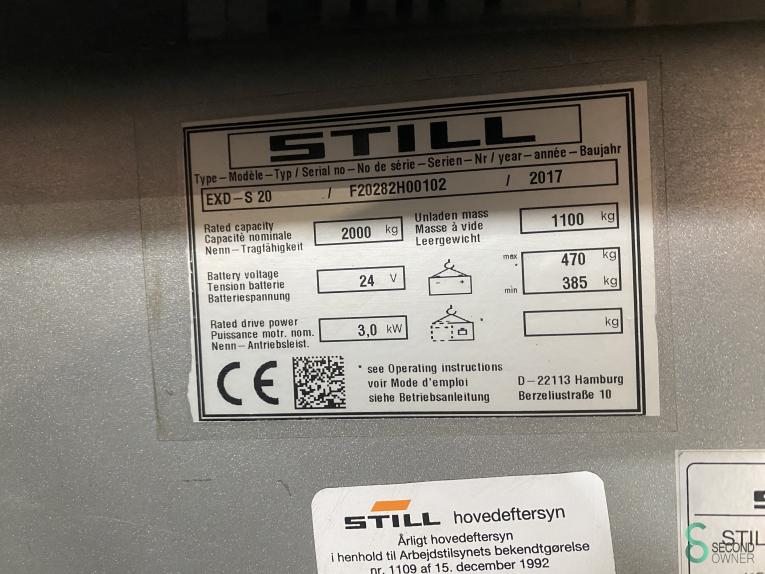 STILL
Type – Modèle – Typ / Serial no – No de série – Serien – Nr / year – année – Baujahr
EXD – S 20 / F20282H00102 / 2017
Rated capacity
Capacité nominale
Nenn – Tragfähigkeit
2000 kg
Unladen mass
Masse à vide
Leergewicht
1100 kg
Battery voltage
Tension batterie
Batteriespannung
24 V
max * 470 kg
min 385 kg
Rated drive power
Puissance motr. nom.
Nenn – Antriebsleist.
3,0 kW
*
kg
CE
* see Operating instructions
voir Mode d'emploi
siehe Betriebsanleitung
D – 22113 Hamburg
Berzeliustraße 10
STILL hovedeftersyn
Årligt hovedeftersyn
i henhold til Arbejdstilsynets bekendtgørelse
nr. 1109 af 15. december 1992
STIL
SECOND
OWNER